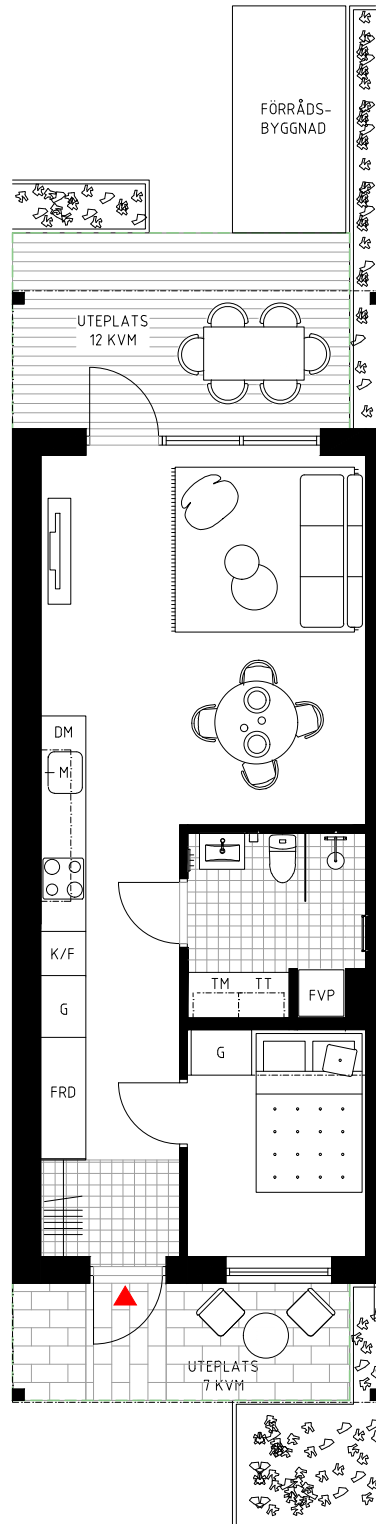 FÖRRÅDS-
BYGGNAD
UTEPLATS
12 KVM
DM
M
K/F
G
FRD
TM TT
FVP
G
UTEPLATS
7 KVM